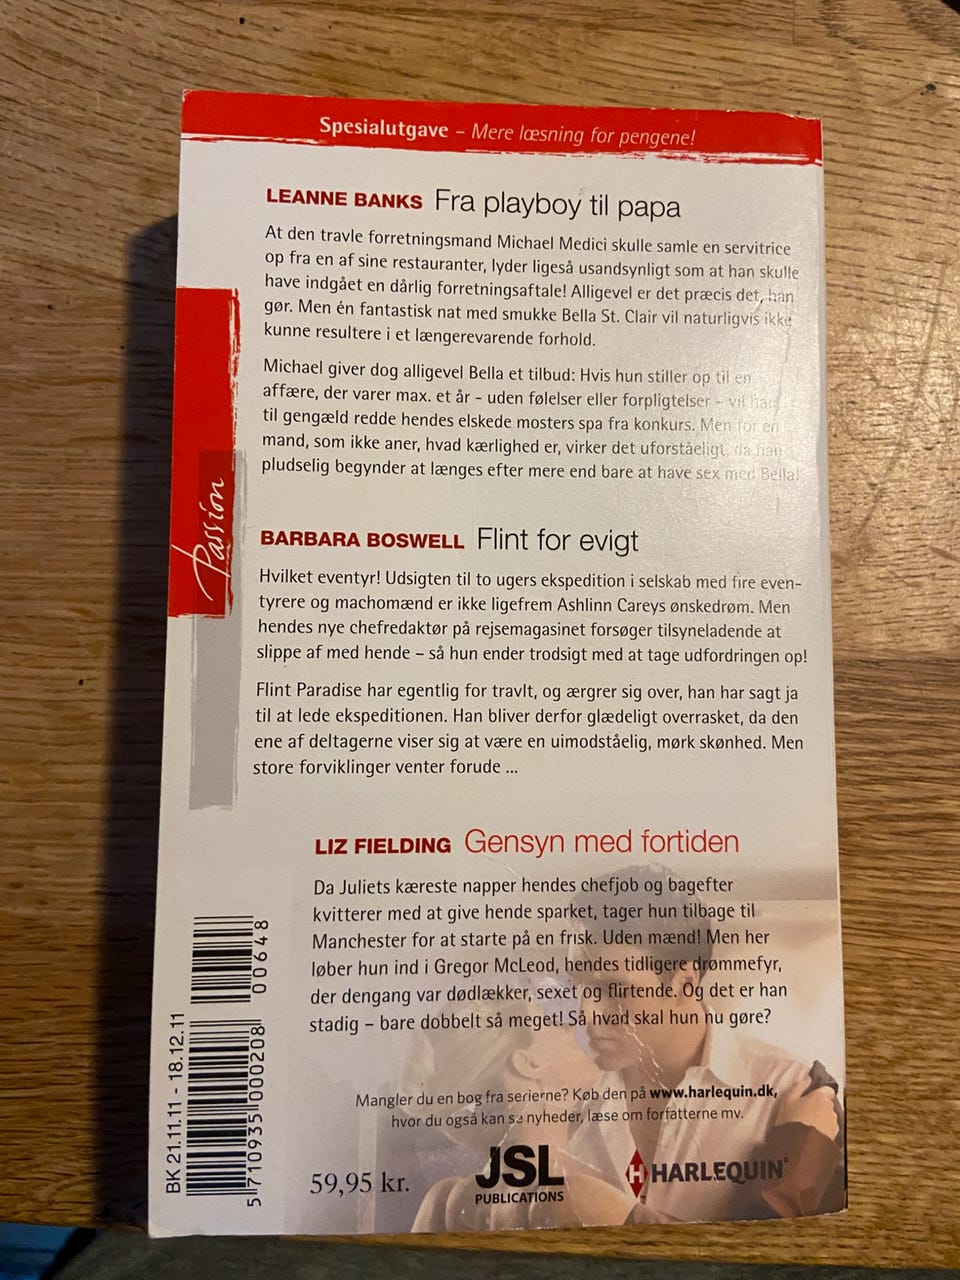 Spesialutgave – Mere læsning for pengene!
LEANNE BANKS Fra playboy til papa
At den travle forretningsmand Michael Medici skulle samle en servitrice
op fra en af sine restauranter, lyder ligeså usandsynligt som at han skulle
have indgået en dårlig forretningsaftale! Alligevel er det præcis det, han
gør. Men én fantastisk nat med smukke Bella St. Clair vil naturligvis ikke
kunne resultere i et længerevarende forhold.
Michael giver dog alligevel Bella et tilbud: Hvis hun stiller op til en
affære, der varer max. et år - uden følelser eller forpligtelser – vil han
til gengæld redde hendes elskede mosters spa fra konkurs. Men for en
mand, som ikke aner, hvad kærlighed er, virker det uforståeligt, da han
pludselig begynder at længes efter mere end bare at have sex med Bella!
Passion
BARBARA BOSWELL Flint for evigt
Hvilket eventyr! Udsigten til to ugers ekspedition i selskab med fire even-
tyrere og machomænd er ikke ligefrem Ashlinn Careys ønskedrøm. Men
hendes nye chefredaktør på rejsemagasinet forsøger tilsyneladende at
slippe af med hende – så hun ender trodsigt med at tage udfordringen op!
Flint Paradise har egentlig for travlt, og ærgrer sig over, han har sagt ja
til at lede ekspeditionen. Han bliver derfor glædeligt overrasket, da den
ene af deltagerne viser sig at være en uimodståelig, mørk skønhed. Men
store forviklinger venter forude ...
LIZ FIELDING Gensyn med fortiden
Da Juliets kæreste napper hendes chefjob og bagefter
kvitterer med at give hende sparket, tager hun tilbage til
Manchester for at starte på en frisk. Uden mænd! Men her
løber hun ind i Gregor McLeod, hendes tidligere drømmefyr,
der dengang var dødlækker, sexet og flirtende. Og det er han
stadig – bare dobbelt så meget! Så hvad skal hun nu gøre?
Mangler du en bog fra serierne? Køb den på www.harlequin.dk,
hvor du også kan se nyheder, læse om forfatterne mv.
59,95 kr.
JSL
PUBLICATIONS
H HARLEQUIN®
BK 21.11.11 - 18.12.11
5710935000208
00648